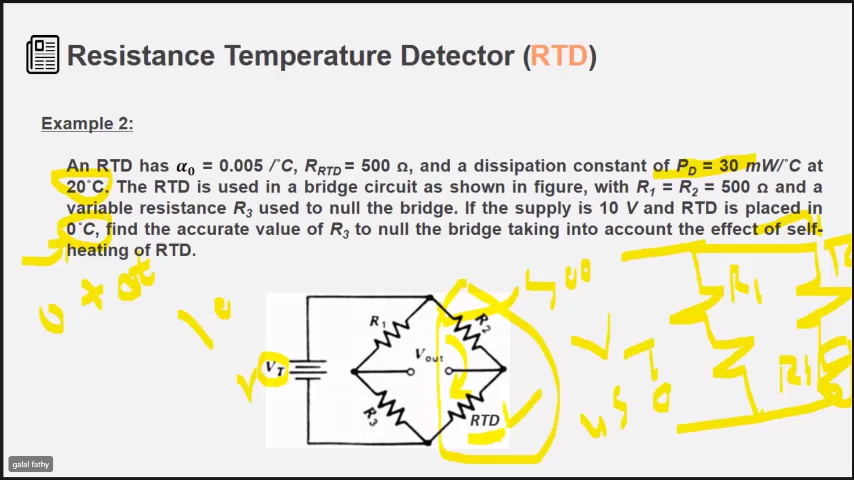 Resistance Temperature Detector (RTD)
Example 2:
An RTD has α₀ = 0.005 /˚C, R_RTD = 500 Ω, and a dissipation constant of P_D = 30 mW/˚C at
20˚C. The RTD is used in a bridge circuit as shown in figure, with R₁ = R₂ = 500 Ω and a
variable resistance R₃ used to null the bridge. If the supply is 10 V and RTD is placed in
0˚C, find the accurate value of R₃ to null the bridge taking into account the effect of self-
heating of RTD.
R₁
R₂
V_out
V_T
R₃
RTD
500
10
R1
450
galal fathy